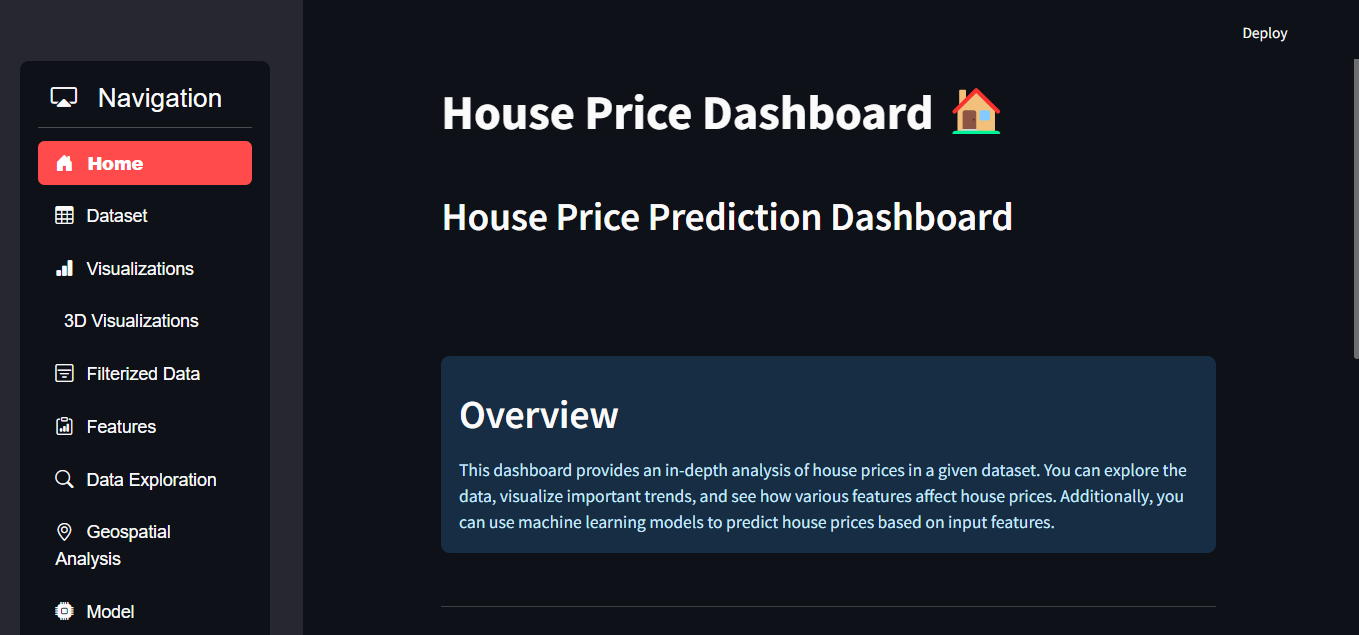 Deploy
Navigation
Home
Dataset
Visualizations
3D Visualizations
Filterized Data
Features
Data Exploration
Geospatial
Analysis
Model
House Price Dashboard
House Price Prediction Dashboard
Overview
This dashboard provides an in-depth analysis of house prices in a given dataset. You can explore the
data, visualize important trends, and see how various features affect house prices. Additionally, you
can use machine learning models to predict house prices based on input features.